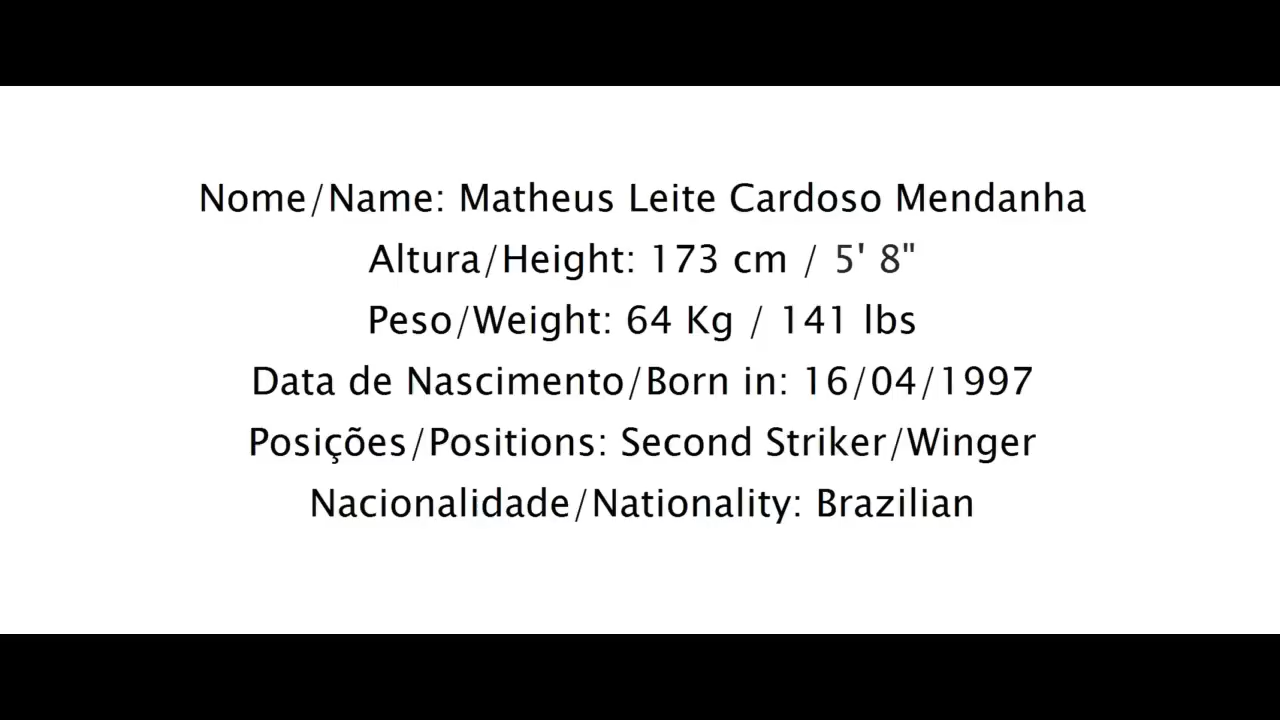 Nome/Name: Matheus Leite Cardoso Mendanha
Altura/Height: 173 cm / 5' 8"
Peso/Weight: 64 Kg / 141 lbs
Data de Nascimento/Born in: 16/04/1997
Posições/Positions: Second Striker/Winger
Nacionalidade/Nationality: Brazilian